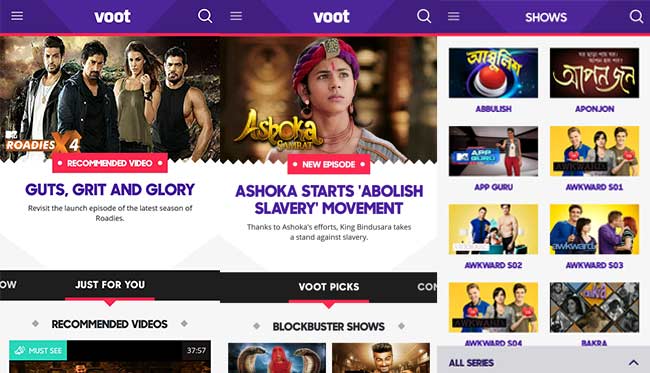 voot
MTV
ROADIES X4
RECOMMENDED VIDEO
GUTS, GRIT AND GLORY
Revisit the launch episode of the latest season of
Roadies.
OW
JUST FOR YOU
RECOMMENDED VIDEOS
MUST SEE
37:57
voot
Ashoka
SAMRAT
NEW EPISODE
ASHOKA STARTS 'ABOLISH
SLAVERY' MOVEMENT
Thanks to Ashoka's efforts, King Bindusara takes
a stand against slavery.
VOOT PICKS
CON
BLOCKBUSTER SHOWS
SHOWS
আবুলিশ
আপনজন
ABBULISH
APONJON
APP
GURU
AWKWARD
APP GURU
AWKWARD S01
awkward
AWKWARD S02
AWKWARD S03
AWKWARD
AWKWARD S04
BAKRA
ALL SERIES